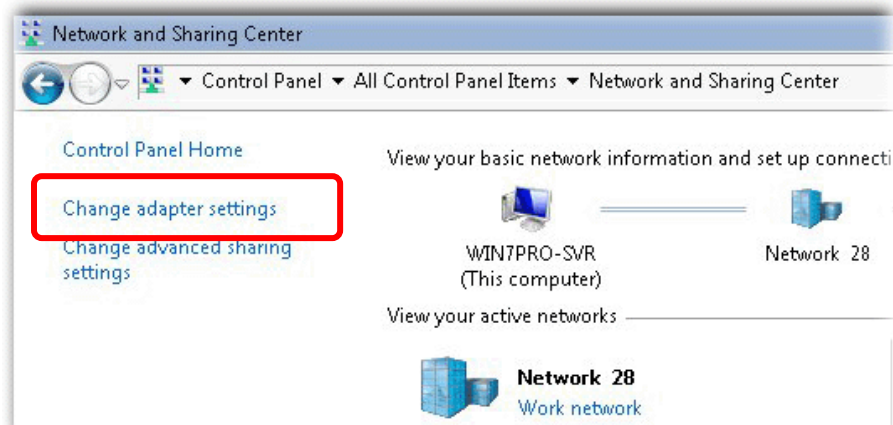 Network and Sharing Center
Control Panel All Control Panel Items Network and Sharing Center
Control Panel Home
Change adapter settings
Change advanced sharing
settings
View your basic network information and set up connecti
WIN7PRO-SVR
(This computer)
Network 28
View your active networks
Network 28
Work network